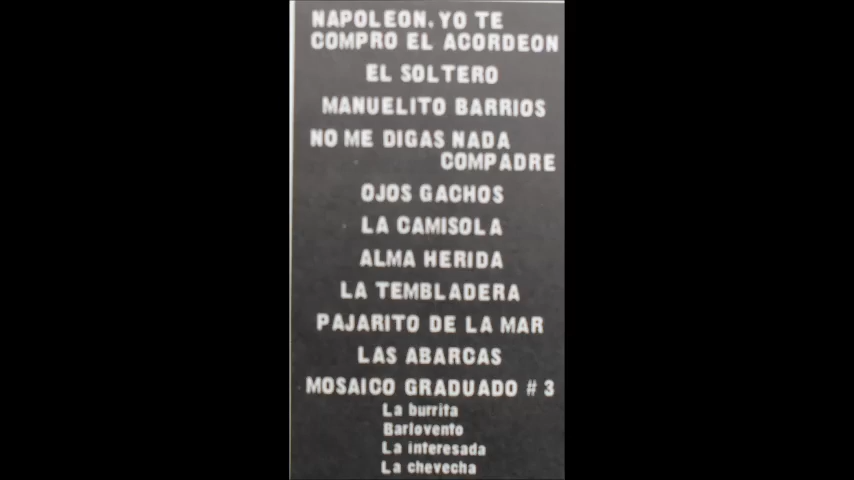 NAPOLEON. YO TE
COMPRO EL ACORDEON
EL SOLTERO
MANUELITO BARRIOS
NO ME DIGAS NADA
COMPADRE
OJOS GACHOS
LA CAMISOLA
ALMA HERIDA
LA TEMBLADERA
PAJARITO DE LA MAR
LAS ABARCAS
MOSAICO GRADUADO # 3
La burrita
Barlovento
La interesada
La chevecha